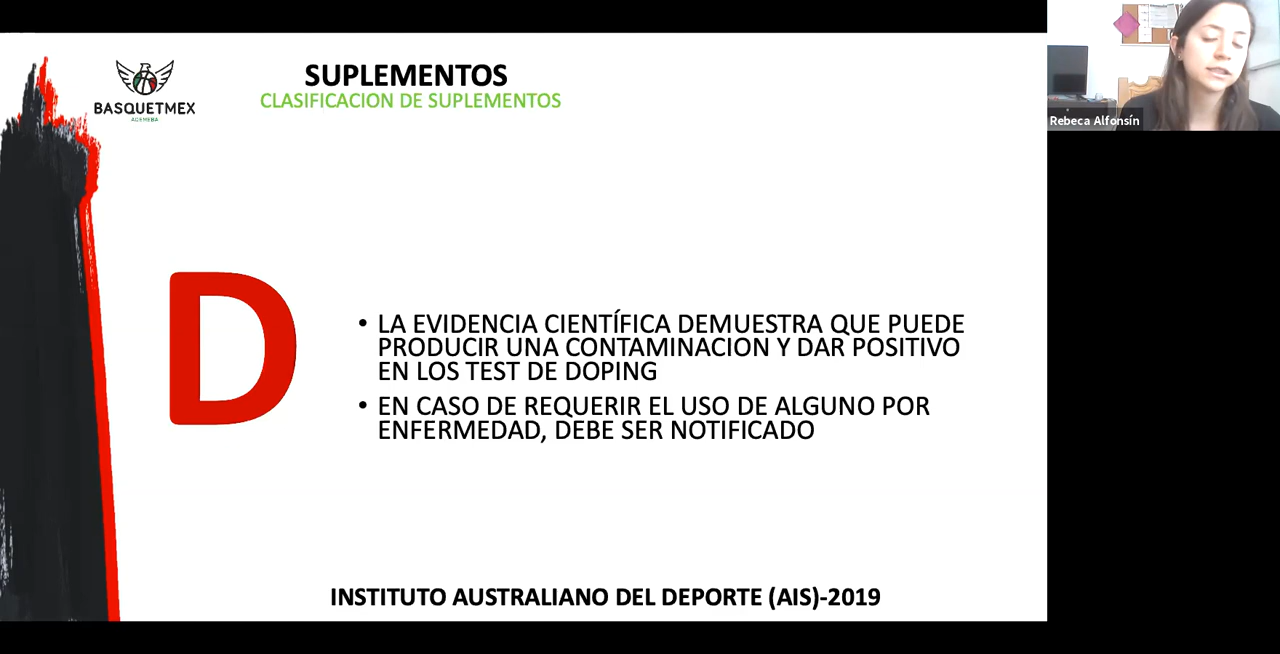 SUPLEMENTOS
CLASIFICACION DE SUPLEMENTOS
BASQUETMEX
ADEMEBA
D
• LA EVIDENCIA CIENTÍFICA DEMUESTRA QUE PUEDE
PRODUCIR UNA CONTAMINACION Y DAR POSITIVO
EN LOS TEST DE DOPING
• EN CASO DE REQUERIR EL USO DE ALGUNO POR
ENFERMEDAD, DEBE SER NOTIFICADO
INSTITUTO AUSTRALIANO DEL DEPORTE (AIS)-2019
Rebeca Alfonsín